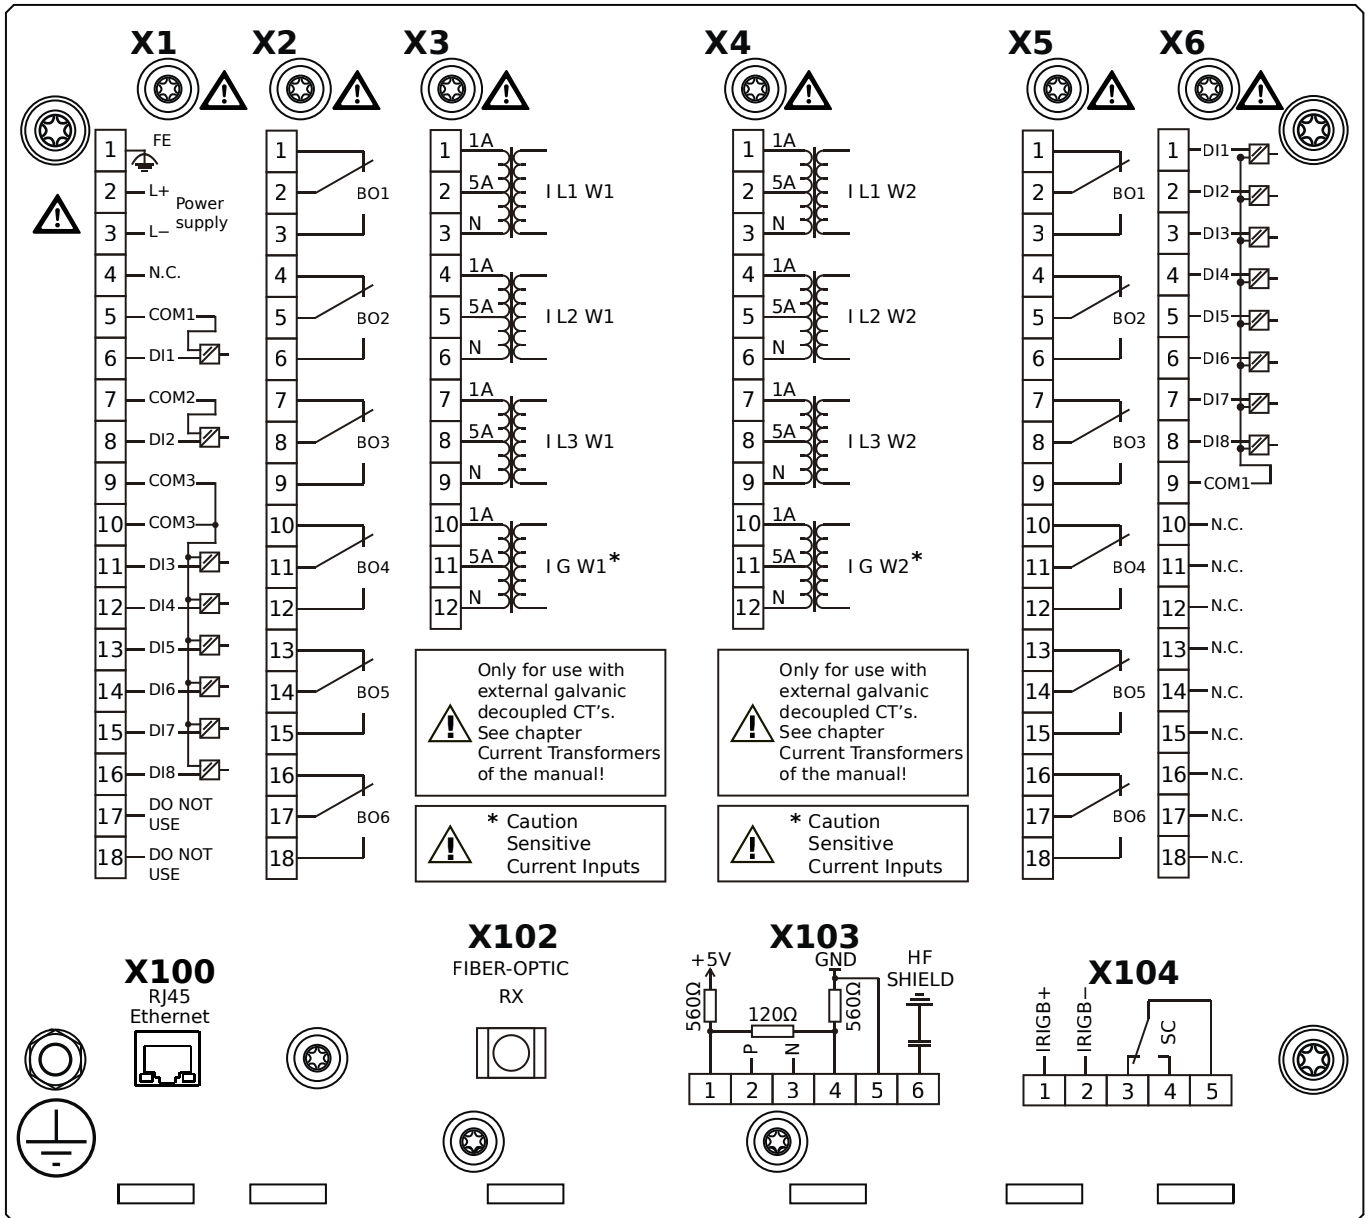 X1
X2
X3
X4
X5
X6
1 FE
2 L+
Power
supply
3 L−
4 N.C.
5 COM1
6 DI1
7 COM2
8 DI2
9 COM3
10 COM3
11 DI3
12 DI4
13 DI5
14 DI6
15 DI7
16 DI8
17 DO NOT
USE
18 DO NOT
USE
1
2 BO1
3
4
5 BO2
6
7
8 BO3
9
10
11 BO4
12
13
14 BO5
15
16
17 BO6
18
1 1A
2 5A I L1 W1
3 N
4 1A
5 5A I L2 W1
6 N
7 1A
8 5A I L3 W1
9 N
10 1A
11 5A I G W1*
12 N
Only for use with
external galvanic
decoupled CT's.
See chapter
Current Transformers
of the manual!
* Caution
Sensitive
Current Inputs
1 1A
2 5A I L1 W2
3 N
4 1A
5 5A I L2 W2
6 N
7 1A
8 5A I L3 W2
9 N
10 1A
11 5A I G W2*
12 N
Only for use with
external galvanic
decoupled CT's.
See chapter
Current Transformers
of the manual!
* Caution
Sensitive
Current Inputs
1
2 BO1
3
4
5 BO2
6
7
8 BO3
9
10
11 BO4
12
13
14 BO5
15
16
17 BO6
18
1 DI1
2 DI2
3 DI3
4 DI4
5 DI5
6 DI6
7 DI7
8 DI8
9 COM1
10 N.C.
11 N.C.
12 N.C.
13 N.C.
14 N.C.
15 N.C.
16 N.C.
17 N.C.
18 N.C.
X100
RJ45
Ethernet
X102
FIBER-OPTIC
RX
X103
+5V
GND
HF
SHIELD
560Ω
120Ω
560Ω
P
N
1 2 3 4 5 6
X104
IRIGB+
IRIGB−
SC
1 2 3 4 5